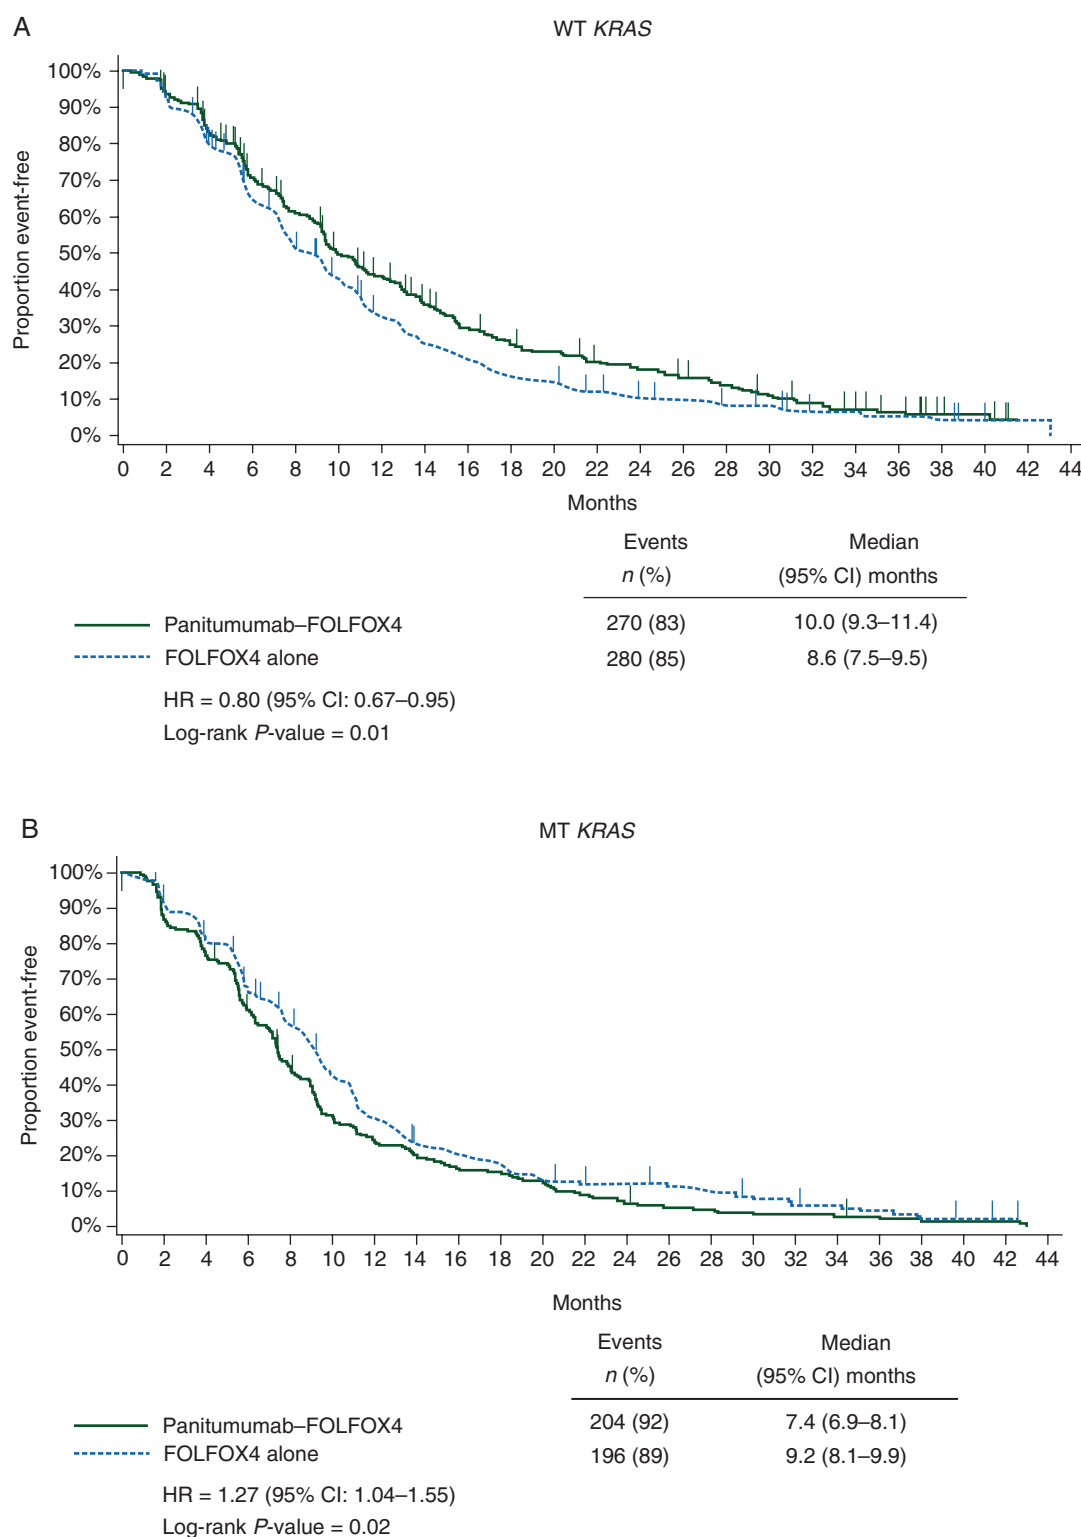 A
WT KRAS
Proportion event-free
100%
90%
80%
70%
60%
50%
40%
30%
20%
10%
0%
0 2 4 6 8 10 12 14 16 18 20 22 24 26 28 30 32 34 36 38 40 42 44
Months
Events Median
n (%) (95% CI) months
Panitumumab–FOLFOX4 270 (83) 10.0 (9.3–11.4)
FOLFOX4 alone 280 (85) 8.6 (7.5–9.5)
HR = 0.80 (95% CI: 0.67–0.95)
Log-rank P-value = 0.01
B
MT KRAS
Proportion event-free
100%
90%
80%
70%
60%
50%
40%
30%
20%
10%
0%
0 2 4 6 8 10 12 14 16 18 20 22 24 26 28 30 32 34 36 38 40 42 44
Months
Events Median
n (%) (95% CI) months
Panitumumab–FOLFOX4 204 (92) 7.4 (6.9–8.1)
FOLFOX4 alone 196 (89) 9.2 (8.1–9.9)
HR = 1.27 (95% CI: 1.04–1.55)
Log-rank P-value = 0.02